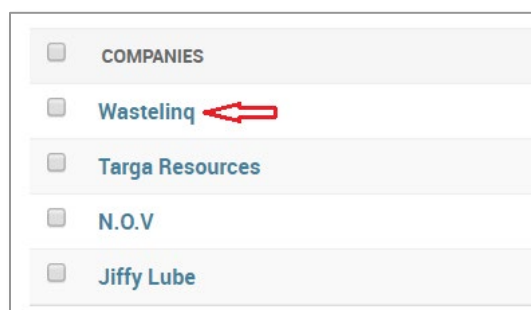 COMPANIES
Wastelinq
Targa Resources
N.O.V
Jiffy Lube